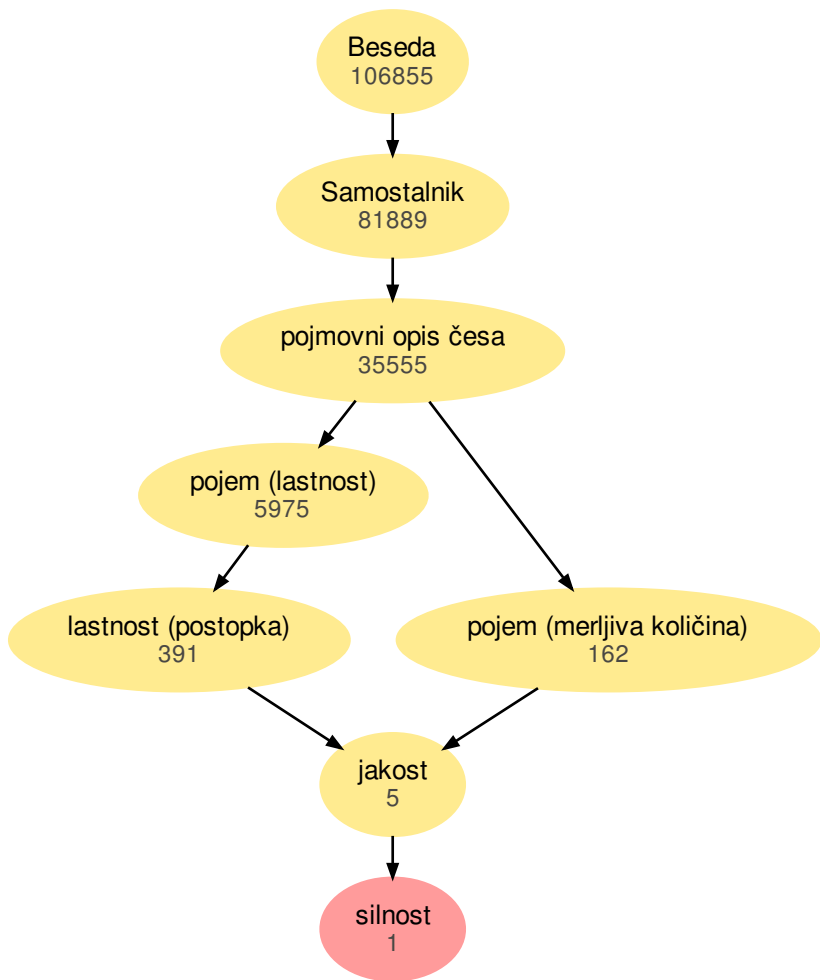 Beseda
106855
Samostalnik
81889
pojmovni opis česa
35555
pojem (lastnost)
5975
lastnost (postopka)
391
pojem (merljiva količina)
162
jakost
5
silnost
1